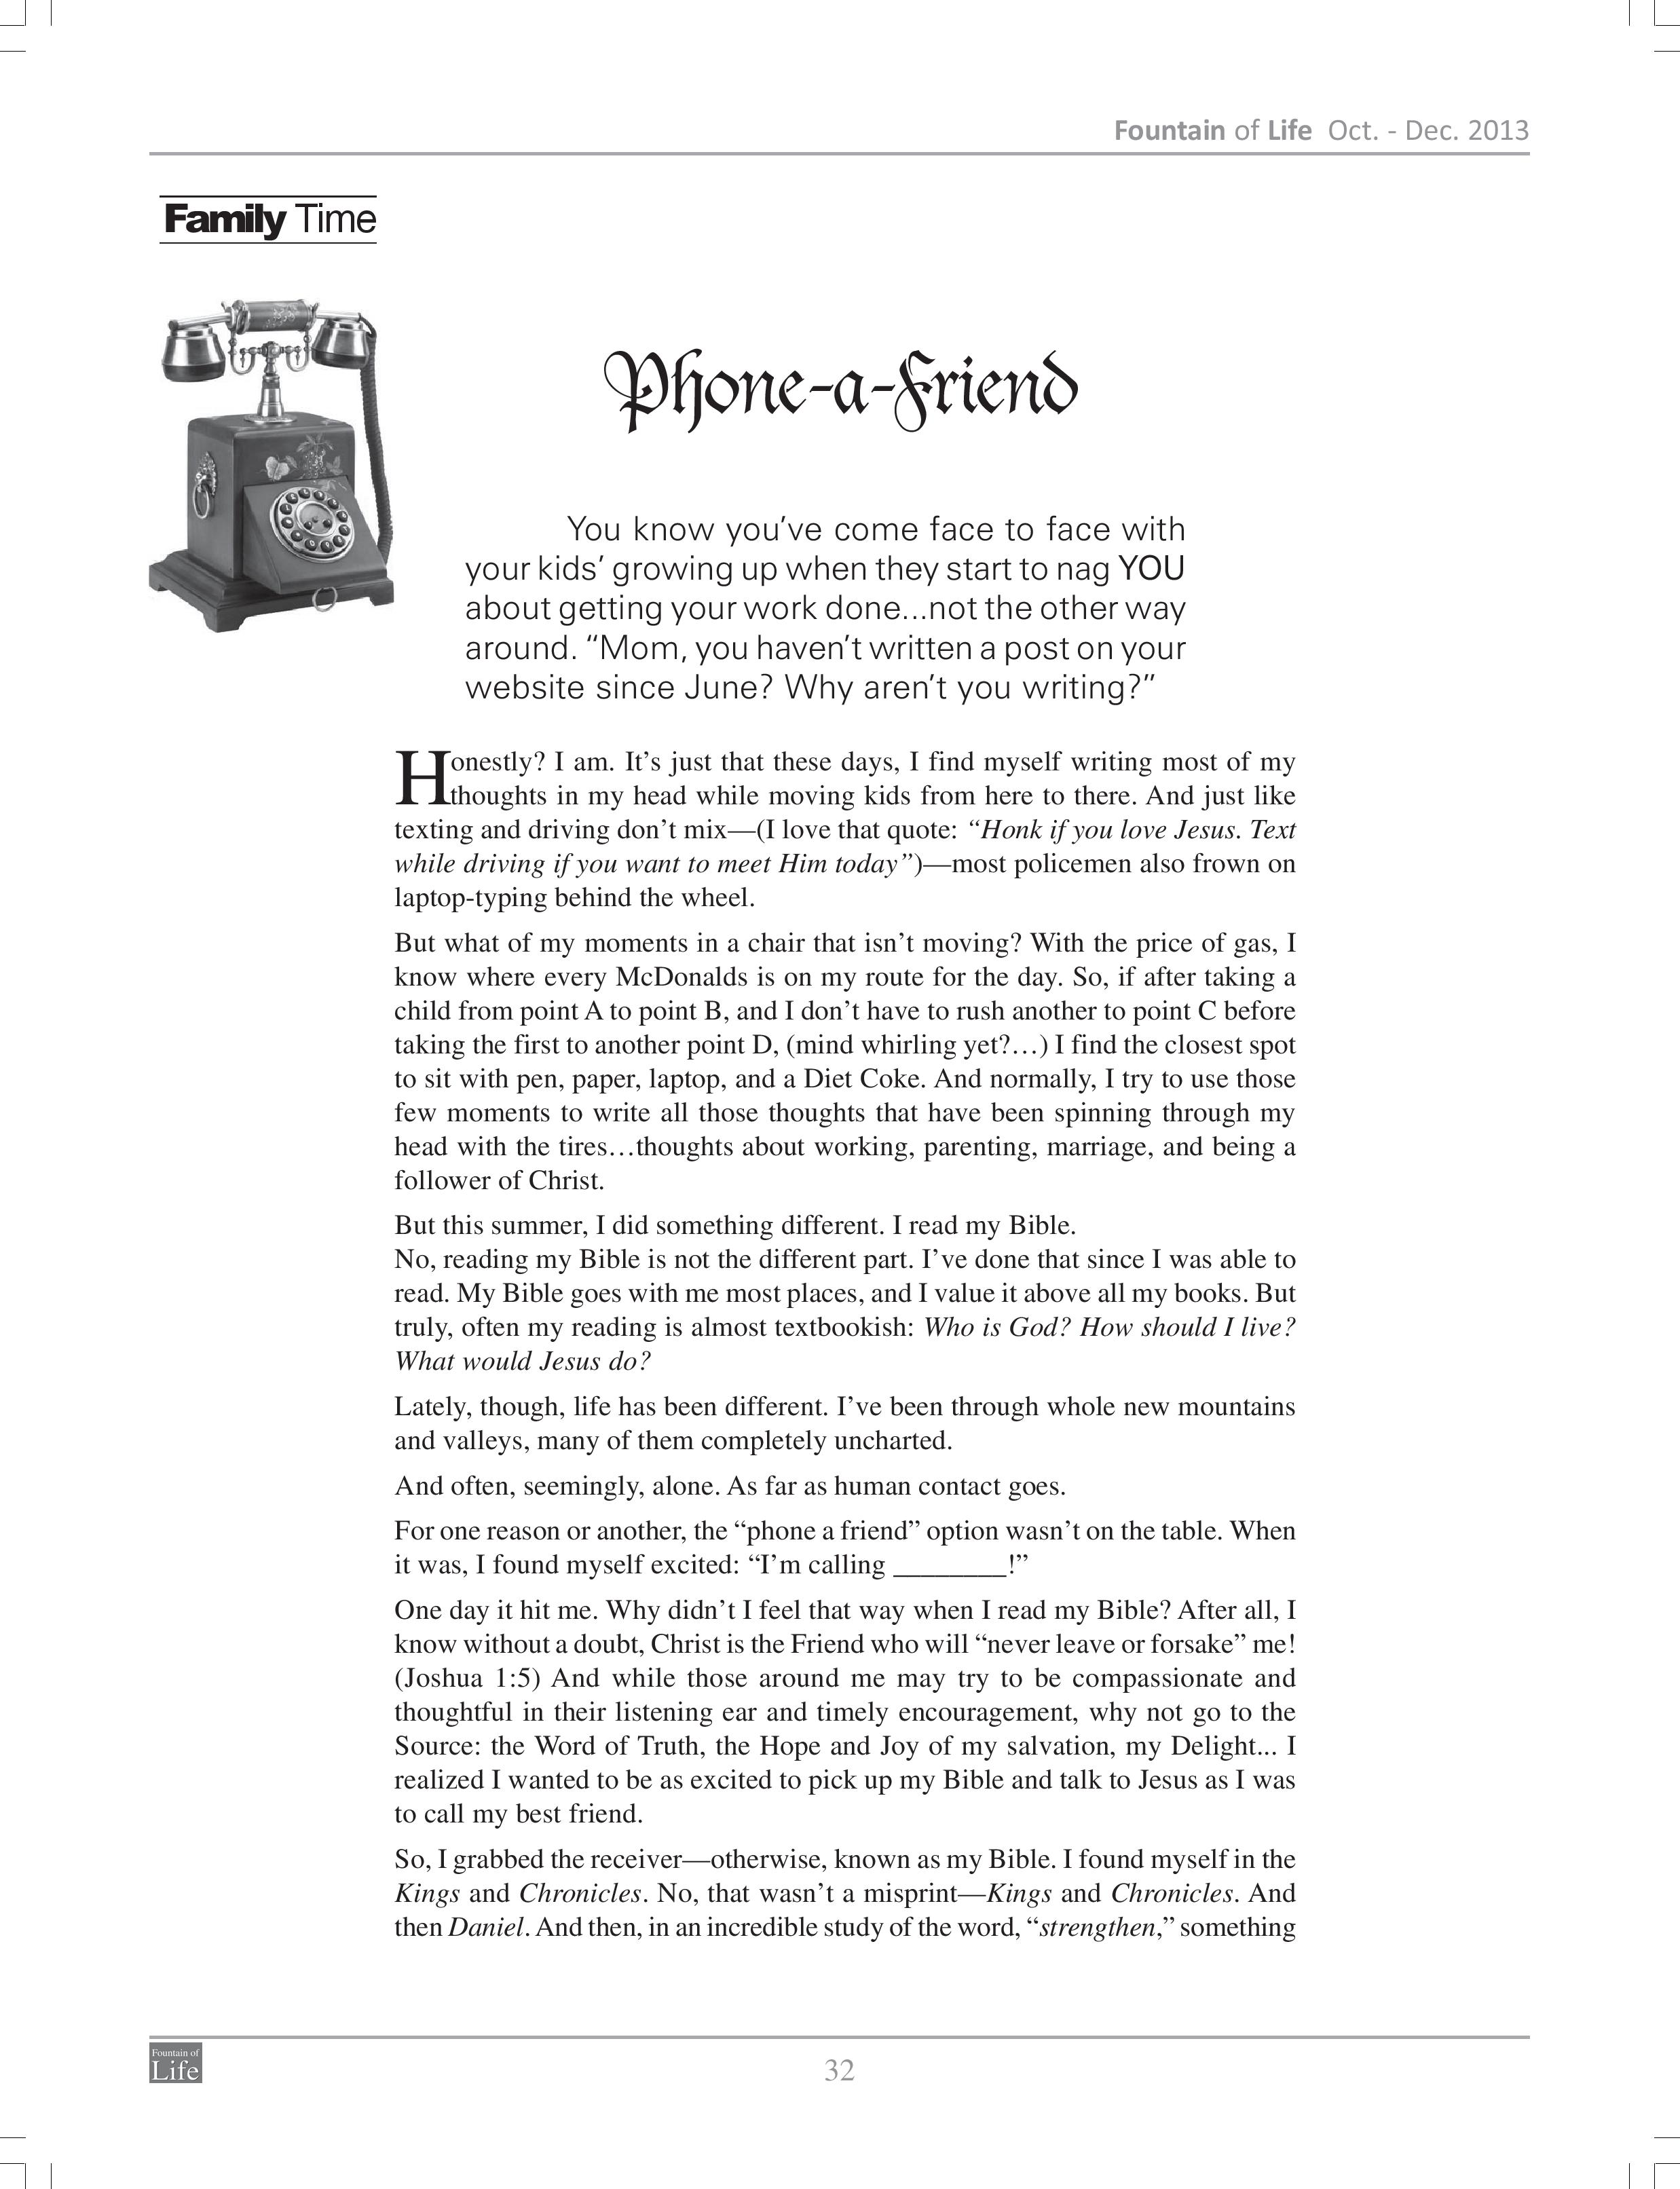 Fountain of Life Oct. - Dec. 2013
Family Time
Phone-a-Friend
You know you’ve come face to face with
your kids’ growing up when they start to nag YOU
about getting your work done...not the other way
around. “Mom, you haven’t written a post on your
website since June? Why aren’t you writing?”
Honestly? I am. It’s just that these days, I find myself writing most of my
thoughts in my head while moving kids from here to there. And just like
texting and driving don’t mix—(I love that quote: “Honk if you love Jesus. Text
while driving if you want to meet Him today”)—most policemen also frown on
laptop-typing behind the wheel.
But what of my moments in a chair that isn’t moving? With the price of gas, I
know where every McDonalds is on my route for the day. So, if after taking a
child from point A to point B, and I don’t have to rush another to point C before
taking the first to another point D, (mind whirling yet?…) I find the closest spot
to sit with pen, paper, laptop, and a Diet Coke. And normally, I try to use those
few moments to write all those thoughts that have been spinning through my
head with the tires…thoughts about working, parenting, marriage, and being a
follower of Christ.
But this summer, I did something different. I read my Bible.
No, reading my Bible is not the different part. I’ve done that since I was able to
read. My Bible goes with me most places, and I value it above all my books. But
truly, often my reading is almost textbookish: Who is God? How should I live?
What would Jesus do?
Lately, though, life has been different. I’ve been through whole new mountains
and valleys, many of them completely uncharted.
And often, seemingly, alone. As far as human contact goes.
For one reason or another, the “phone a friend” option wasn’t on the table. When
it was, I found myself excited: “I’m calling ________!”
One day it hit me. Why didn’t I feel that way when I read my Bible? After all, I
know without a doubt, Christ is the Friend who will “never leave or forsake” me!
(Joshua 1:5) And while those around me may try to be compassionate and
thoughtful in their listening ear and timely encouragement, why not go to the
Source: the Word of Truth, the Hope and Joy of my salvation, my Delight... I
realized I wanted to be as excited to pick up my Bible and talk to Jesus as I was
to call my best friend.
So, I grabbed the receiver—otherwise, known as my Bible. I found myself in the
Kings and Chronicles. No, that wasn’t a misprint—Kings and Chronicles. And
then Daniel. And then, in an incredible study of the word, “strengthen,” something
Fountain of
Life
32